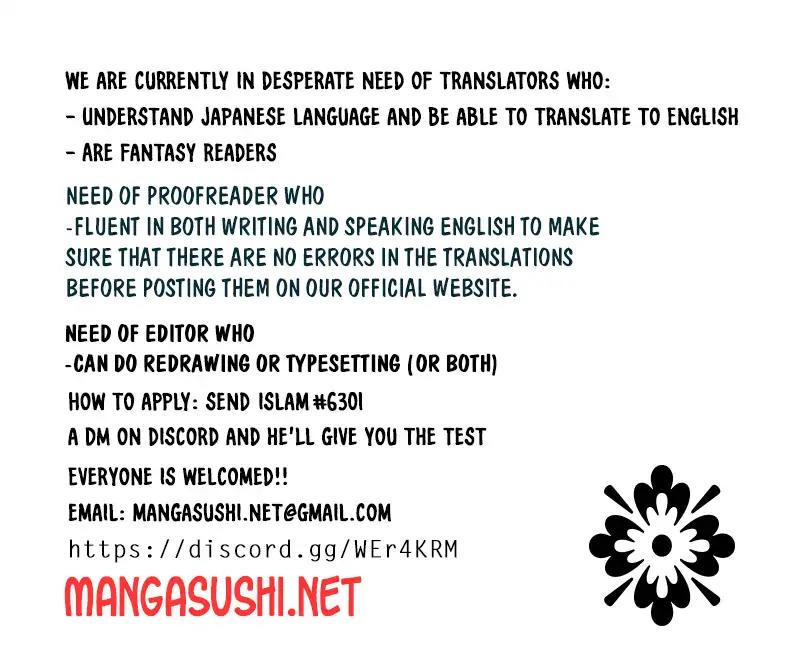 WE ARE CURRENTLY IN DESPERATE NEED OF TRANSLATORS WHO:
- UNDERSTAND JAPANESE LANGUAGE AND BE ABLE TO TRANSLATE TO ENGLISH
- ARE FANTASY READERS
NEED OF PROOFREADER WHO
-FLUENT IN BOTH WRITING AND SPEAKING ENGLISH TO MAKE
SURE THAT THERE ARE NO ERRORS IN THE TRANSLATIONS
BEFORE POSTING THEM ON OUR OFFICIAL WEBSITE.
NEED OF EDITOR WHO
-CAN DO REDRAWING OR TYPESETTING (OR BOTH)
HOW TO APPLY: SEND ISLAM#6301
A DM ON DISCORD AND HE'LL GIVE YOU THE TEST
EVERYONE IS WELCOMED!!
EMAIL: MANGASUSHI.NET@GMAIL.COM
https://discord.gg/WEr4KRM
MANGASUSHI.NET